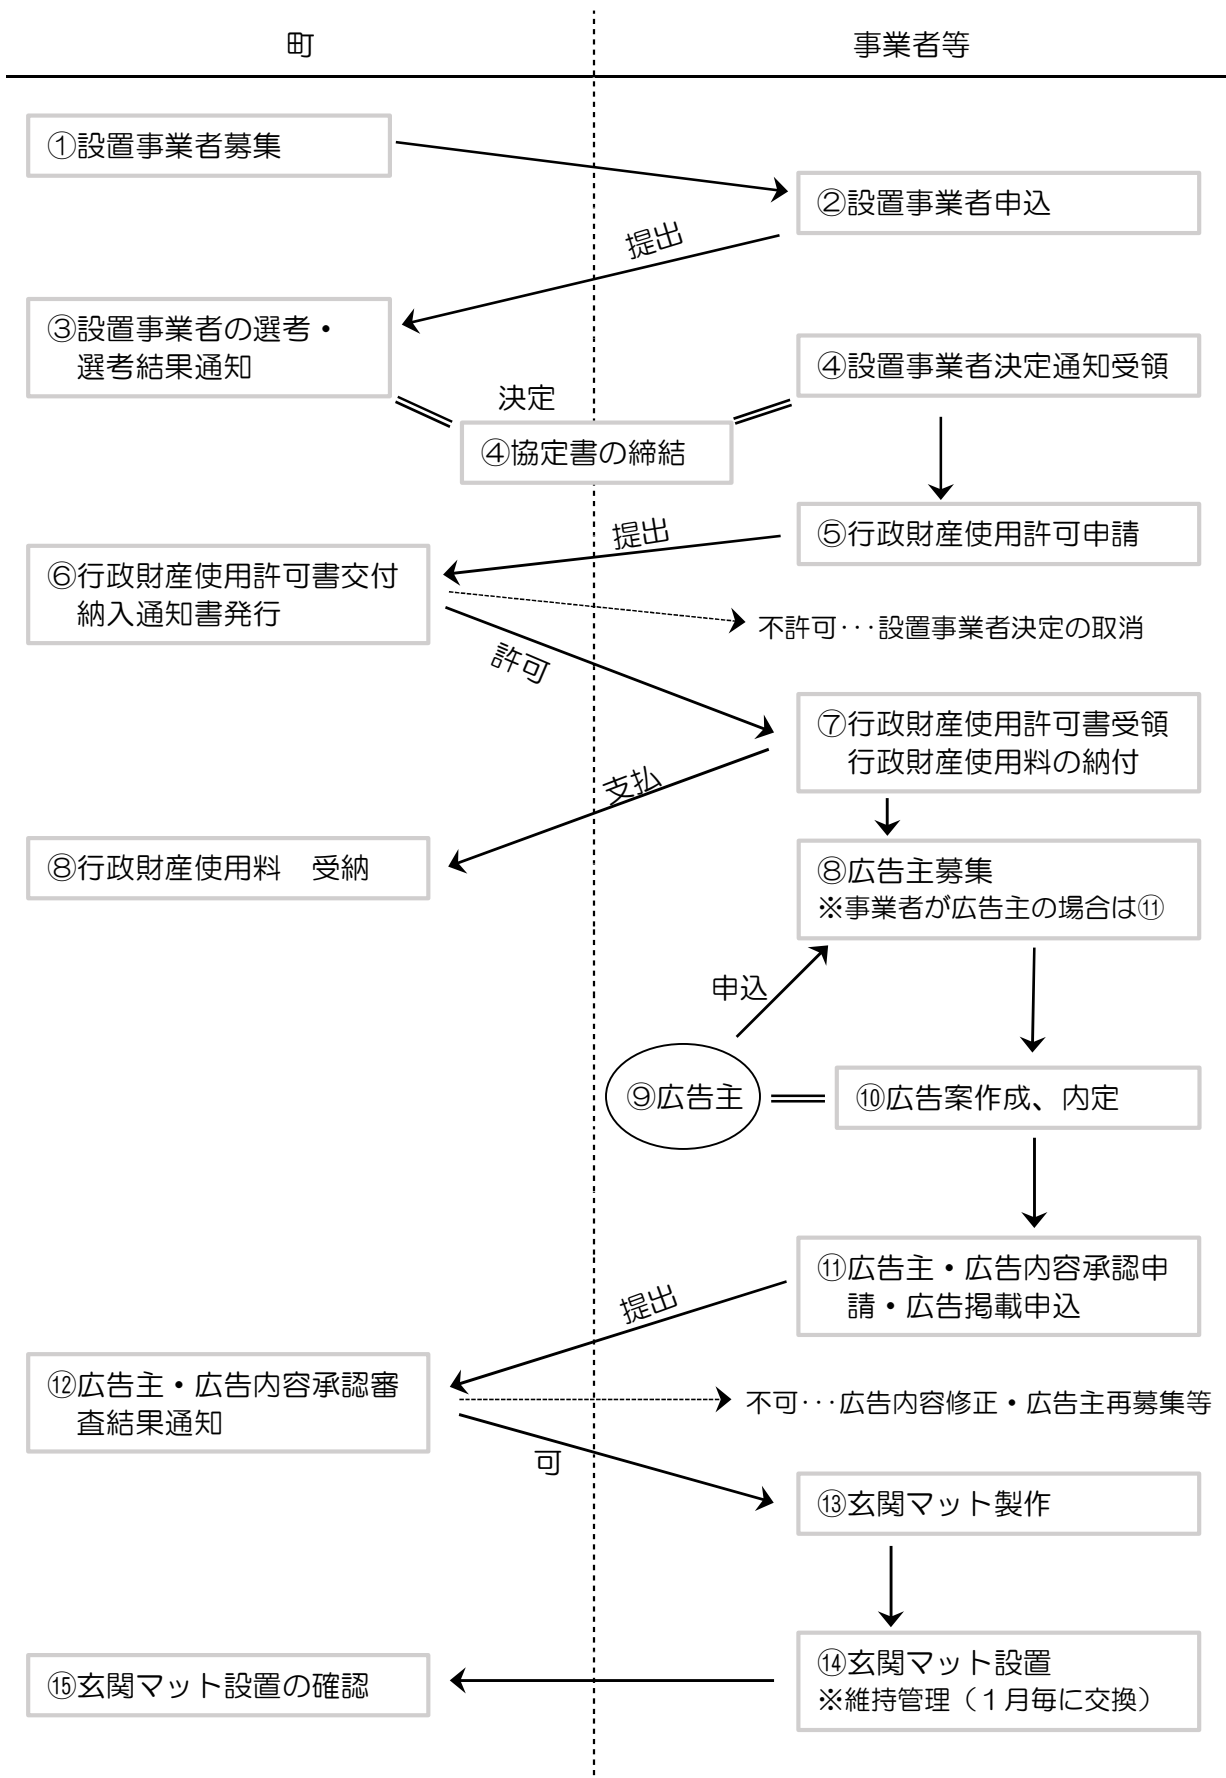 町
事業者等
①設置事業者募集
②設置事業者申込
提出
③設置事業者の選考・
選考結果通知
④設置事業者決定通知受領
決定
④協定書の締結
⑤行政財産使用許可申請
提出
⑥行政財産使用許可書交付
納入通知書発行
不許可･･･設置事業者決定の取消
許可
⑦行政財産使用許可書受領
行政財産使用料の納付
支払
⑧行政財産使用料　受納
⑧広告主募集
※事業者が広告主の場合は⑪
申込
⑨広告主
⑩広告案作成、内定
⑪広告主・広告内容承認申
請・広告掲載申込
提出
⑫広告主・広告内容承認審
査結果通知
不可･･･広告内容修正・広告主再募集等
可
⑬玄関マット製作
⑭玄関マット設置
※維持管理（１月毎に交換）
⑮玄関マット設置の確認